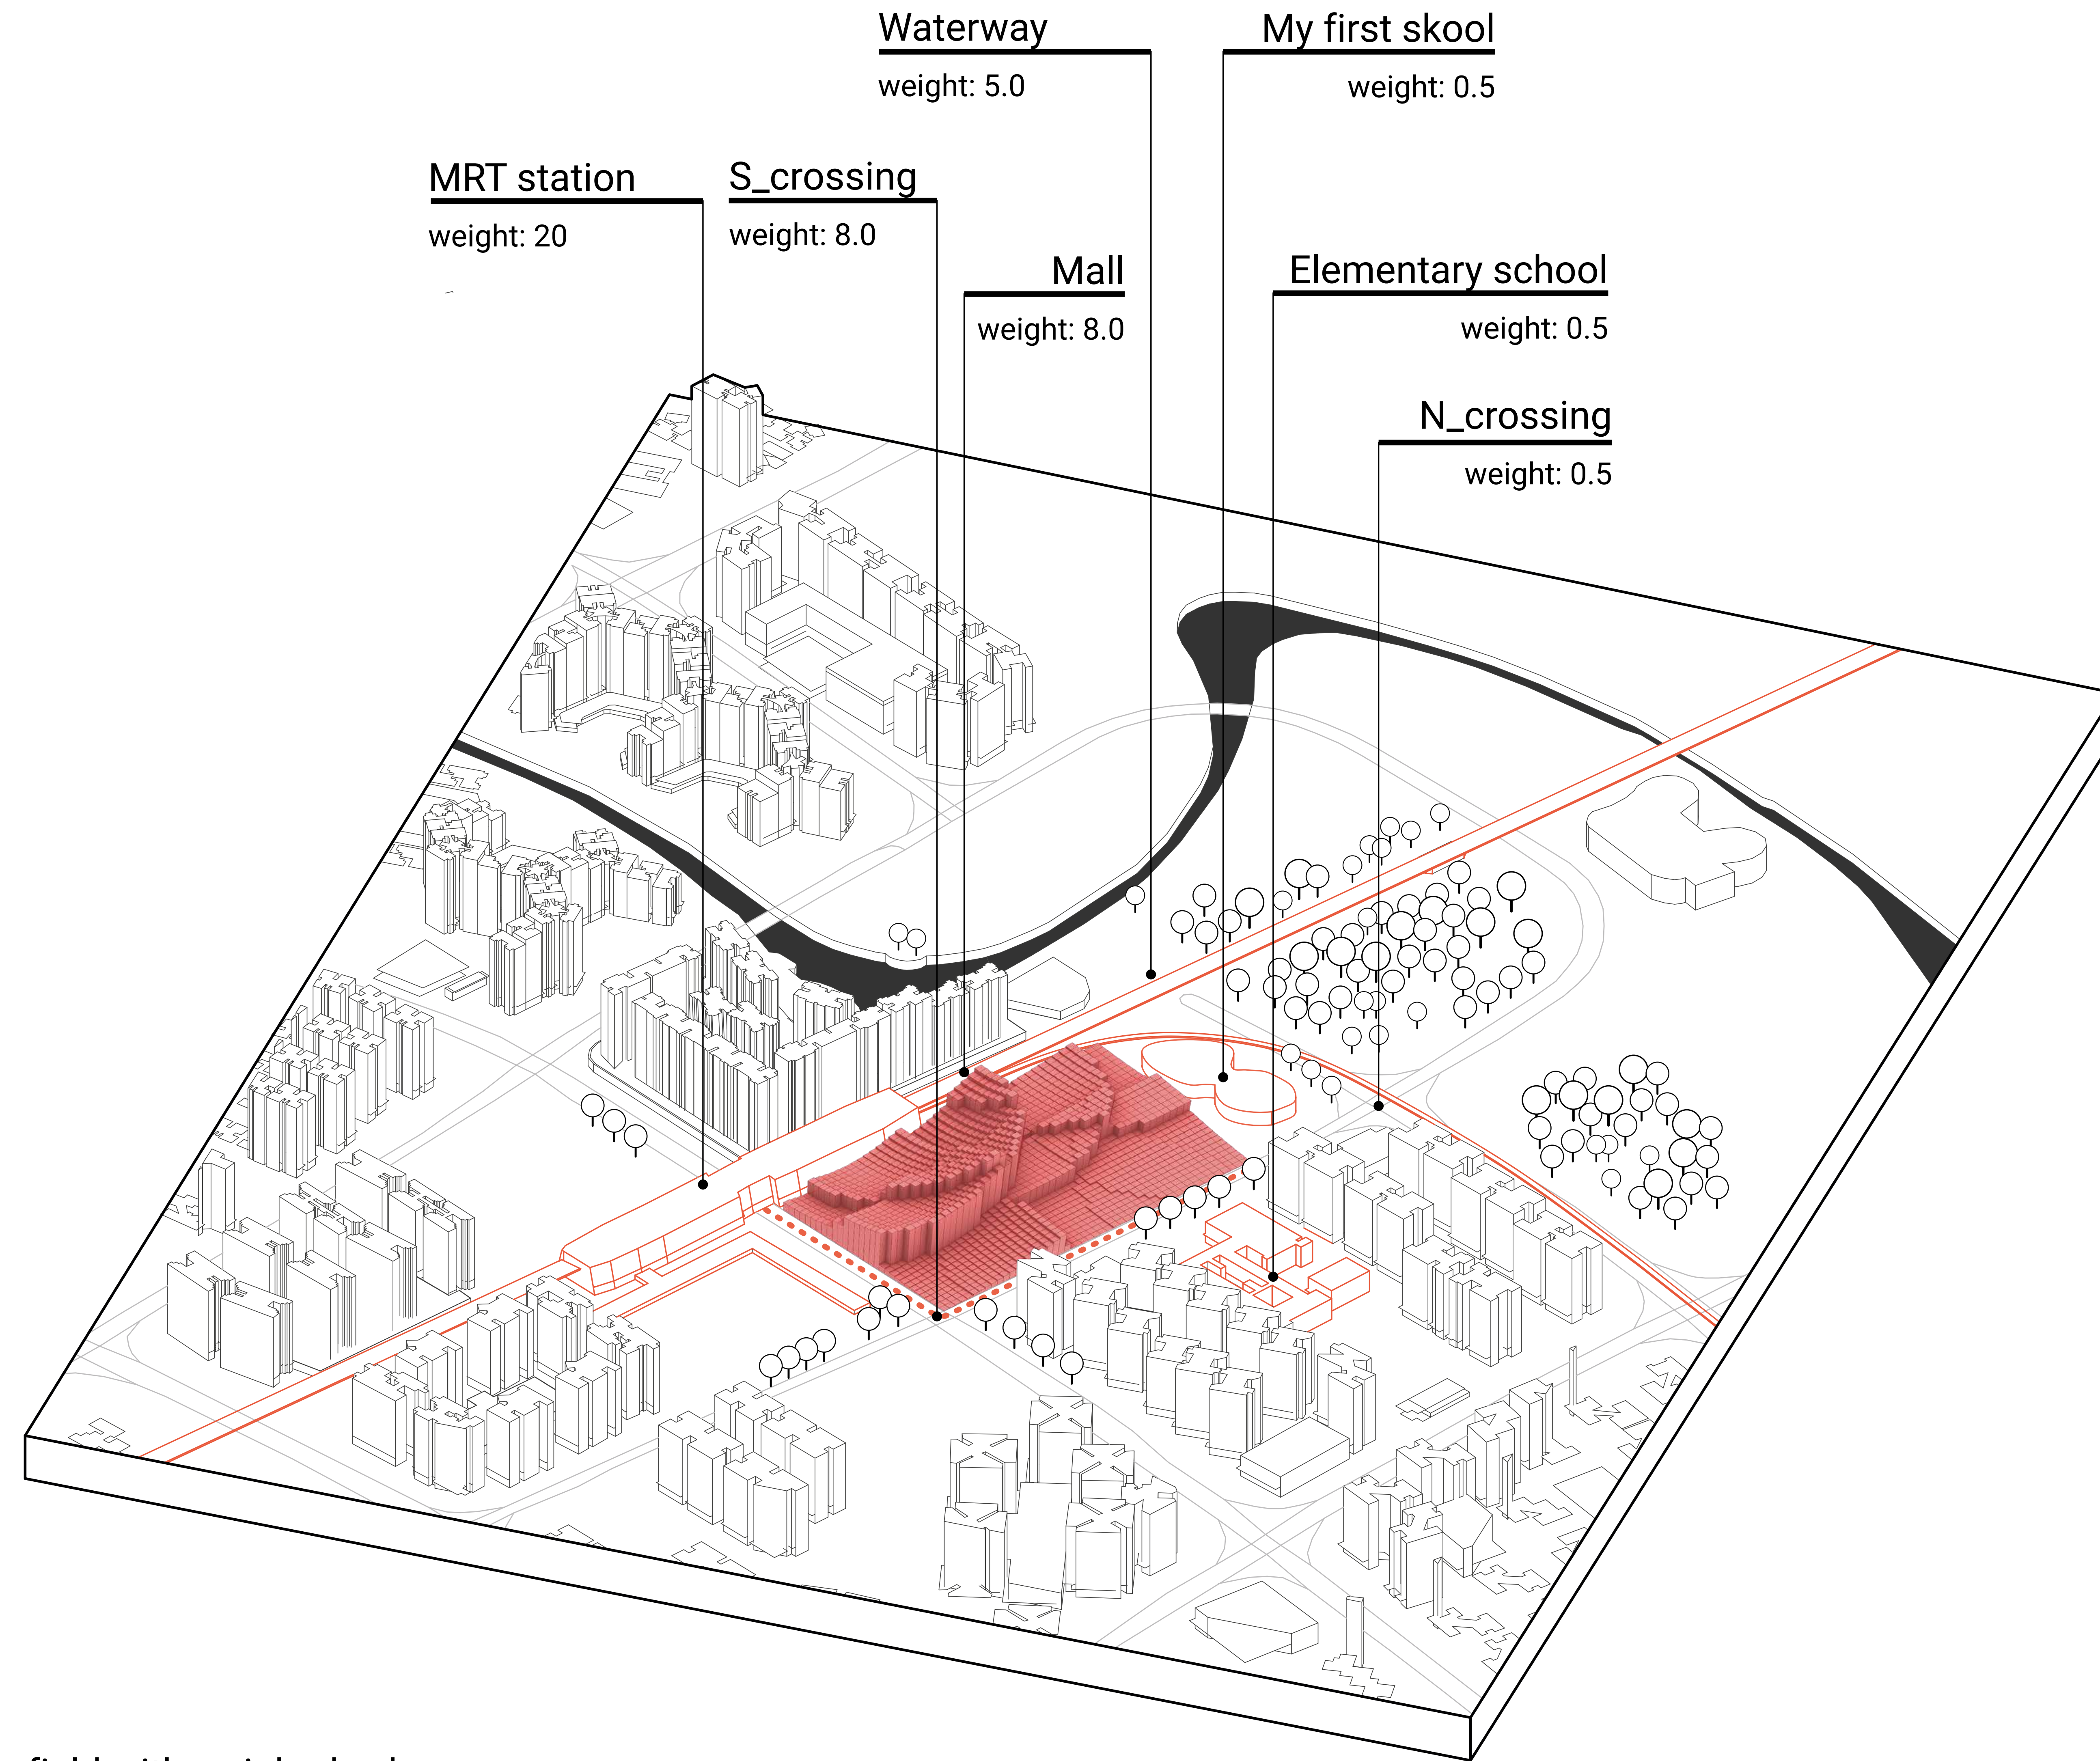 Waterway
weight: 5.0
My first skool
weight: 0.5
MRT station
weight: 20
S_crossing
weight: 8.0
Mall
weight: 8.0
Elementary school
weight: 0.5
N_crossing
weight: 0.5